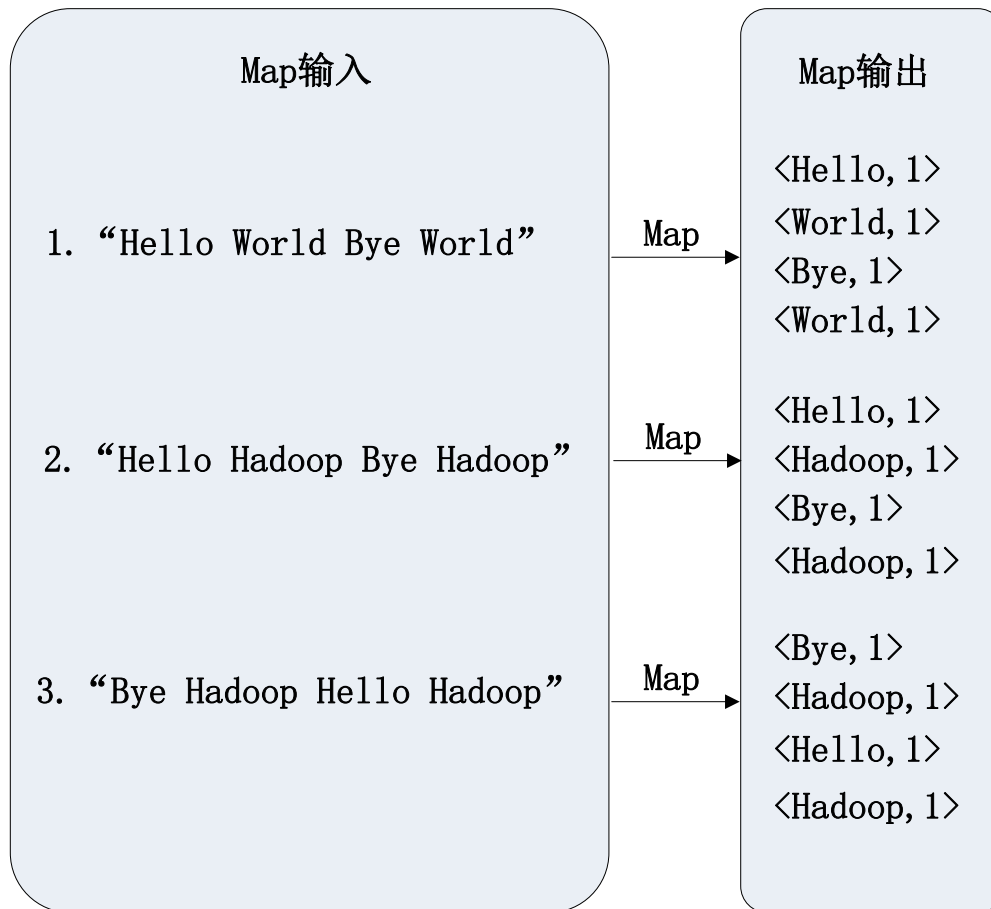 Map输入
1. “Hello World Bye World”
2. “Hello Hadoop Bye Hadoop”
3. “Bye Hadoop Hello Hadoop”
Map
Map
Map
Map输出
<Hello,1>
<World,1>
<Bye,1>
<World,1>
<Hello,1>
<Hadoop,1>
<Bye,1>
<Hadoop,1>
<Bye,1>
<Hadoop,1>
<Hello,1>
<Hadoop,1>